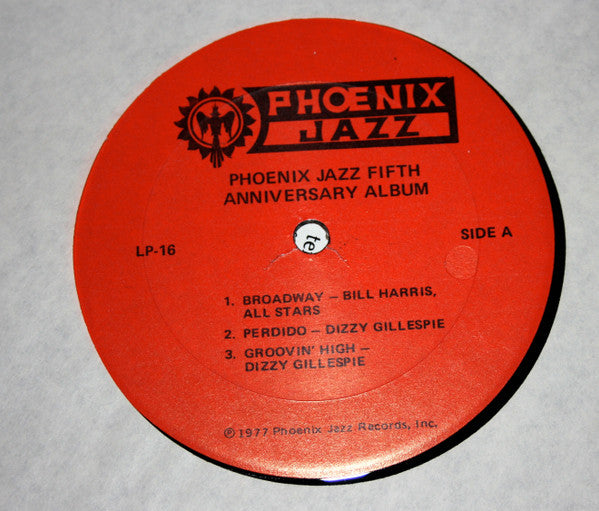 PHOENIX
JAZZ
PHOENIX JAZZ FIFTH
ANNIVERSARY ALBUM
LP-16
SIDE A
te
1. BROADWAY – BILL HARRIS,
ALL STARS
2. PERDIDO – DIZZY GILLESPIE
3. GROOVIN' HIGH –
DIZZY GILLESPIE
℗ 1977 Phoenix Jazz Records, Inc.